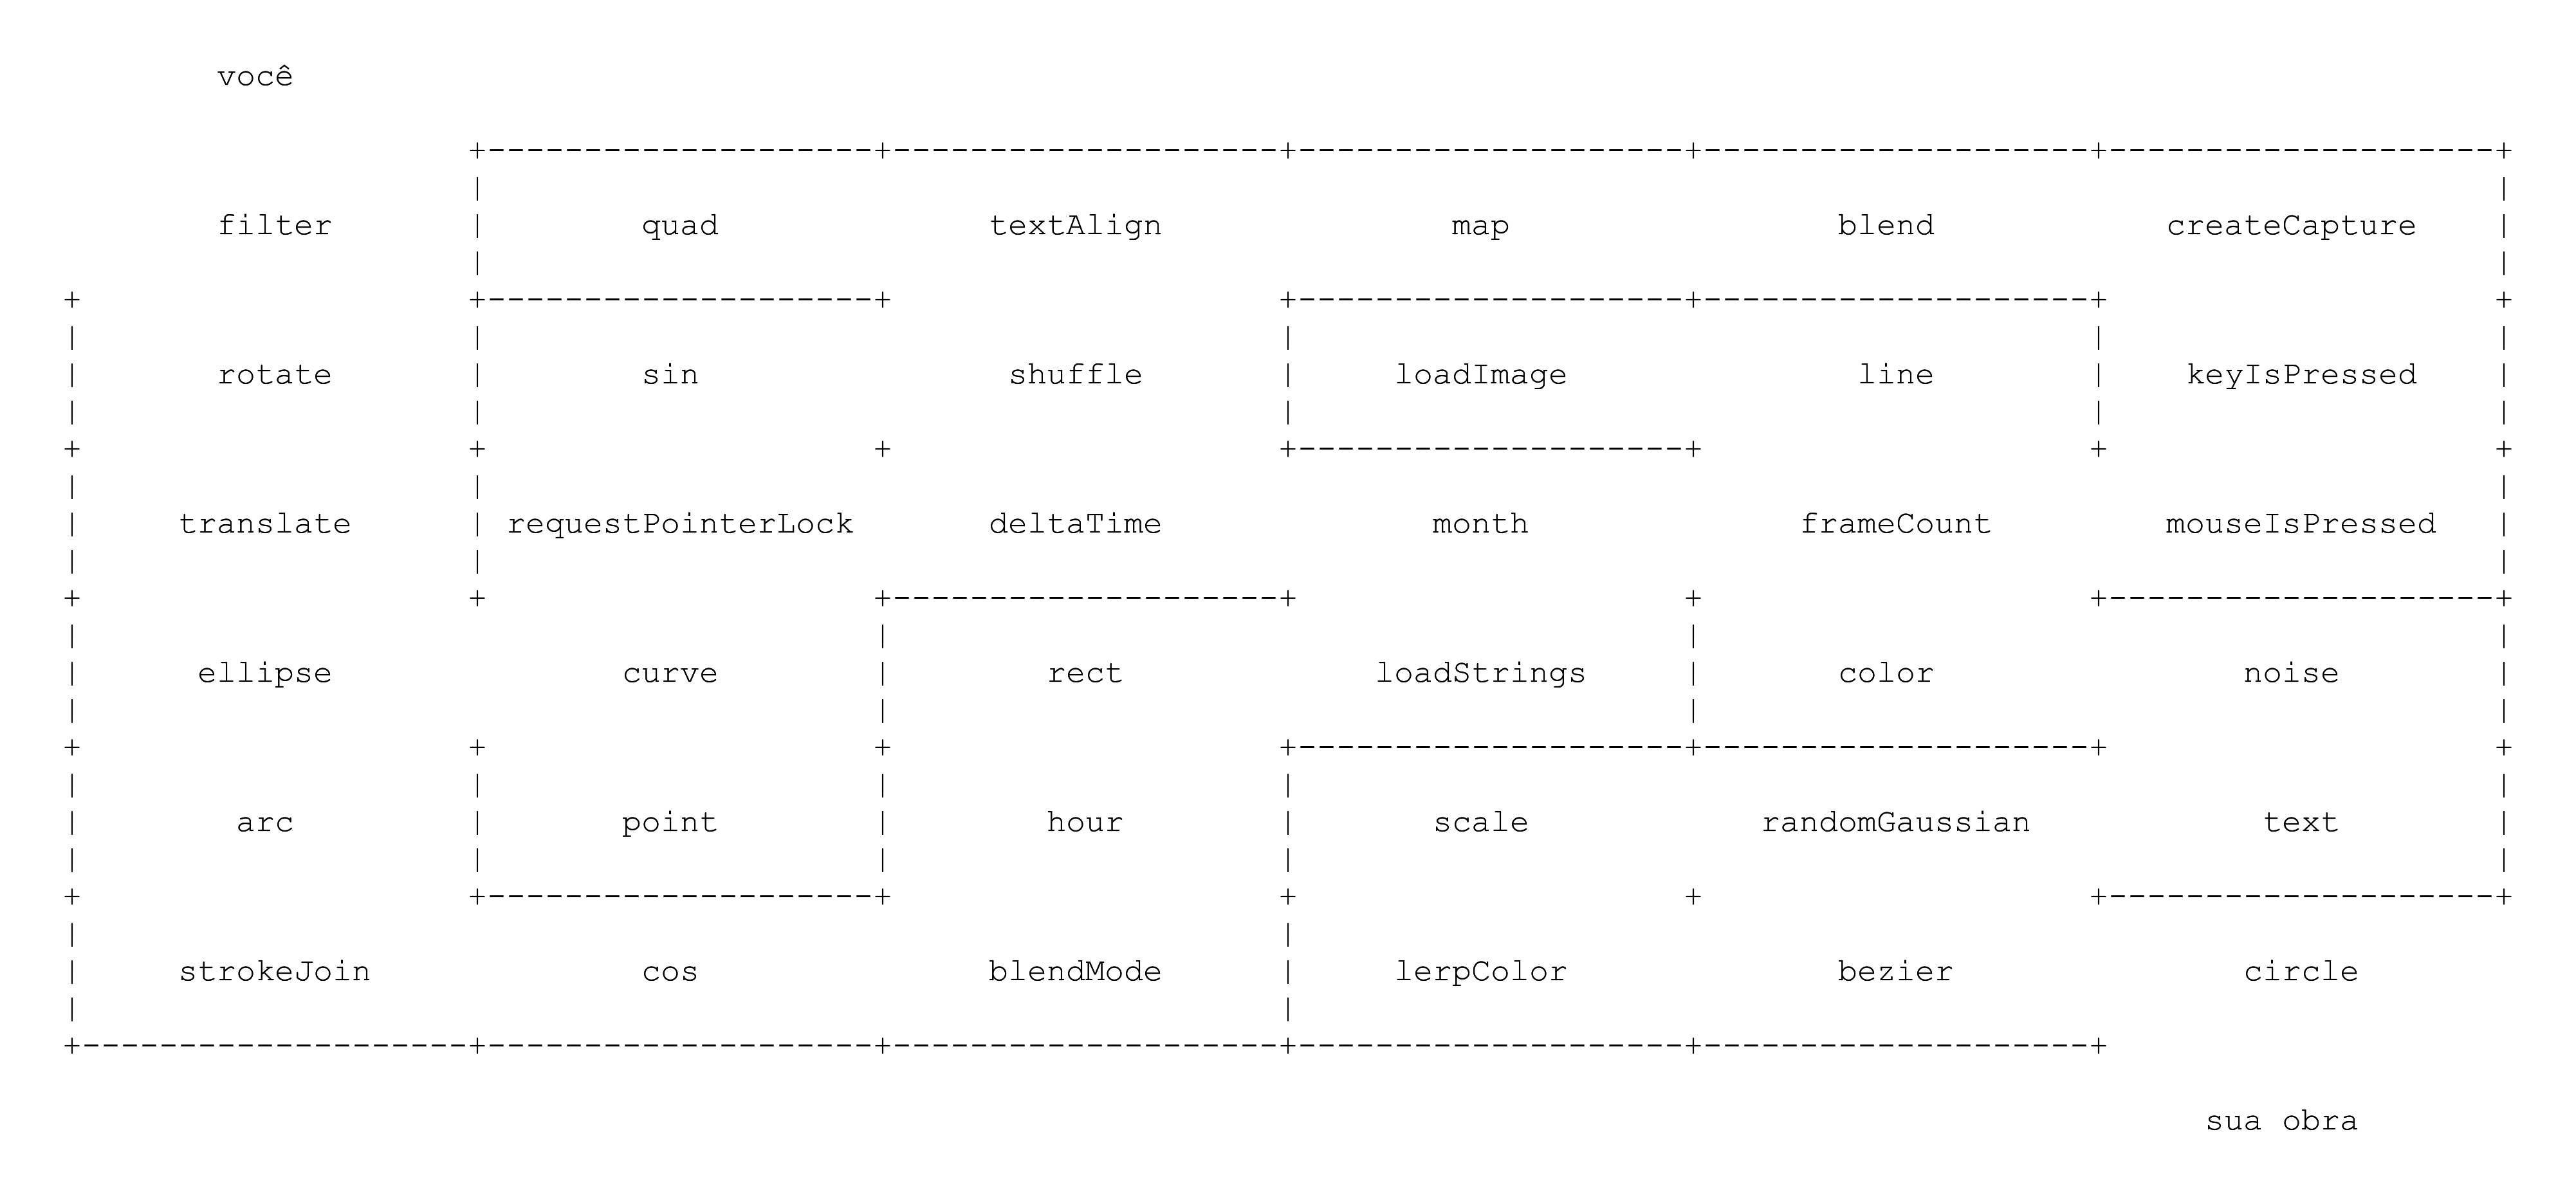 você
filter quad textAlign map blend createCapture
rotate sin shuffle loadImage line keyIsPressed
translate requestPointerLock deltaTime month frameCount mouseIsPressed
ellipse curve rect loadStrings color noise
arc point hour scale randomGaussian text
strokeJoin cos blendMode lerpColor bezier circle
sua obra